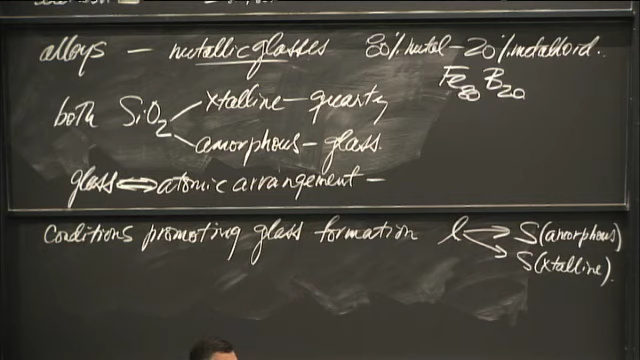 alloys — metallic glasses 80% metal – 20% metalloid.
Fe80 B20
both SiO2 xtalline – quartz
amorphous – glass.
glass ⟺ atomic arrangement –
Conditions promoting glass formation l → S(amorphous)
→ S(xtalline).